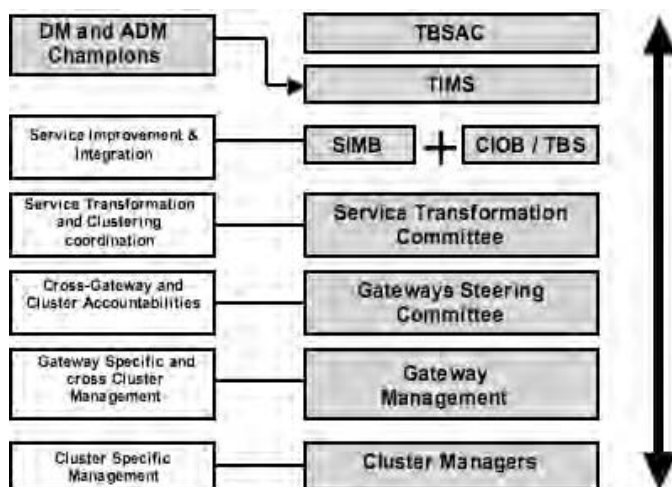 DM and ADM
Champions
TBSAC
TIMS
Service Improvement &
Integration
SIMB
+
CIOB / TBS
Service Transformation
and Clustering
coordination
Service Transformation
Committee
Cross-Gateway and
Cluster Accountabilities
Gateways Steering
Committee
Gateway Specific and
cross Cluster
Management
Gateway
Management
Cluster Specific
Management
Cluster Managers